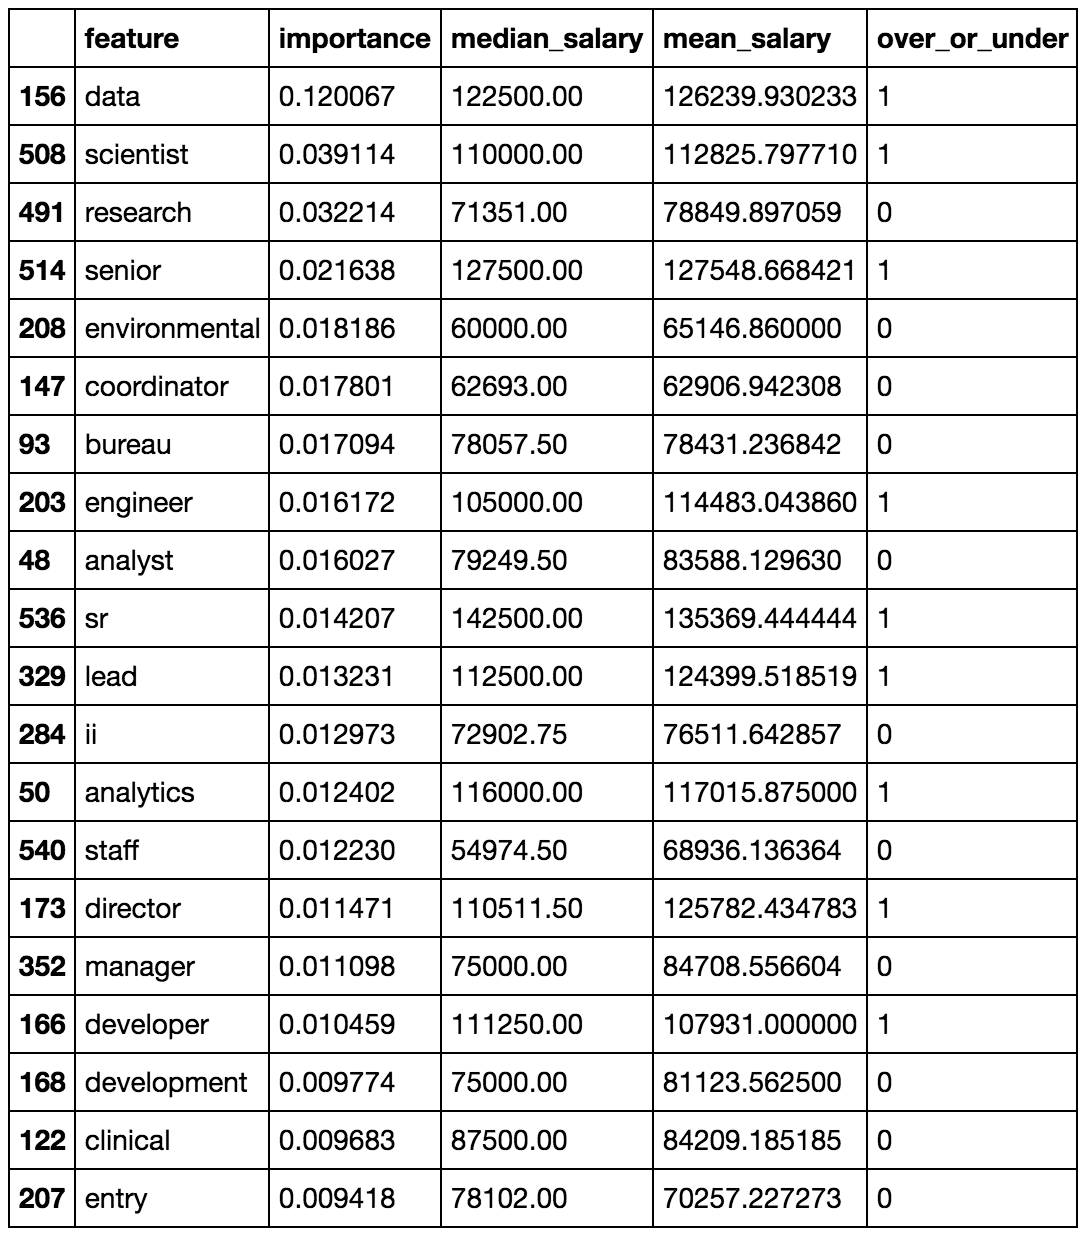 feature importance median_salary mean_salary over_or_under
156 data 0.120067 122500.00 126239.930233 1
508 scientist 0.039114 110000.00 112825.797710 1
491 research 0.032214 71351.00 78849.897059 0
514 senior 0.021638 127500.00 127548.668421 1
208 environmental 0.018186 60000.00 65146.860000 0
147 coordinator 0.017801 62693.00 62906.942308 0
93 bureau 0.017094 78057.50 78431.236842 0
203 engineer 0.016172 105000.00 114483.043860 1
48 analyst 0.016027 79249.50 83588.129630 0
536 sr 0.014207 142500.00 135369.444444 1
329 lead 0.013231 112500.00 124399.518519 1
284 ii 0.012973 72902.75 76511.642857 0
50 analytics 0.012402 116000.00 117015.875000 1
540 staff 0.012230 54974.50 68936.136364 0
173 director 0.011471 110511.50 125782.434783 1
352 manager 0.011098 75000.00 84708.556604 0
166 developer 0.010459 111250.00 107931.000000 1
168 development 0.009774 75000.00 81123.562500 0
122 clinical 0.009683 87500.00 84209.185185 0
207 entry 0.009418 78102.00 70257.227273 0